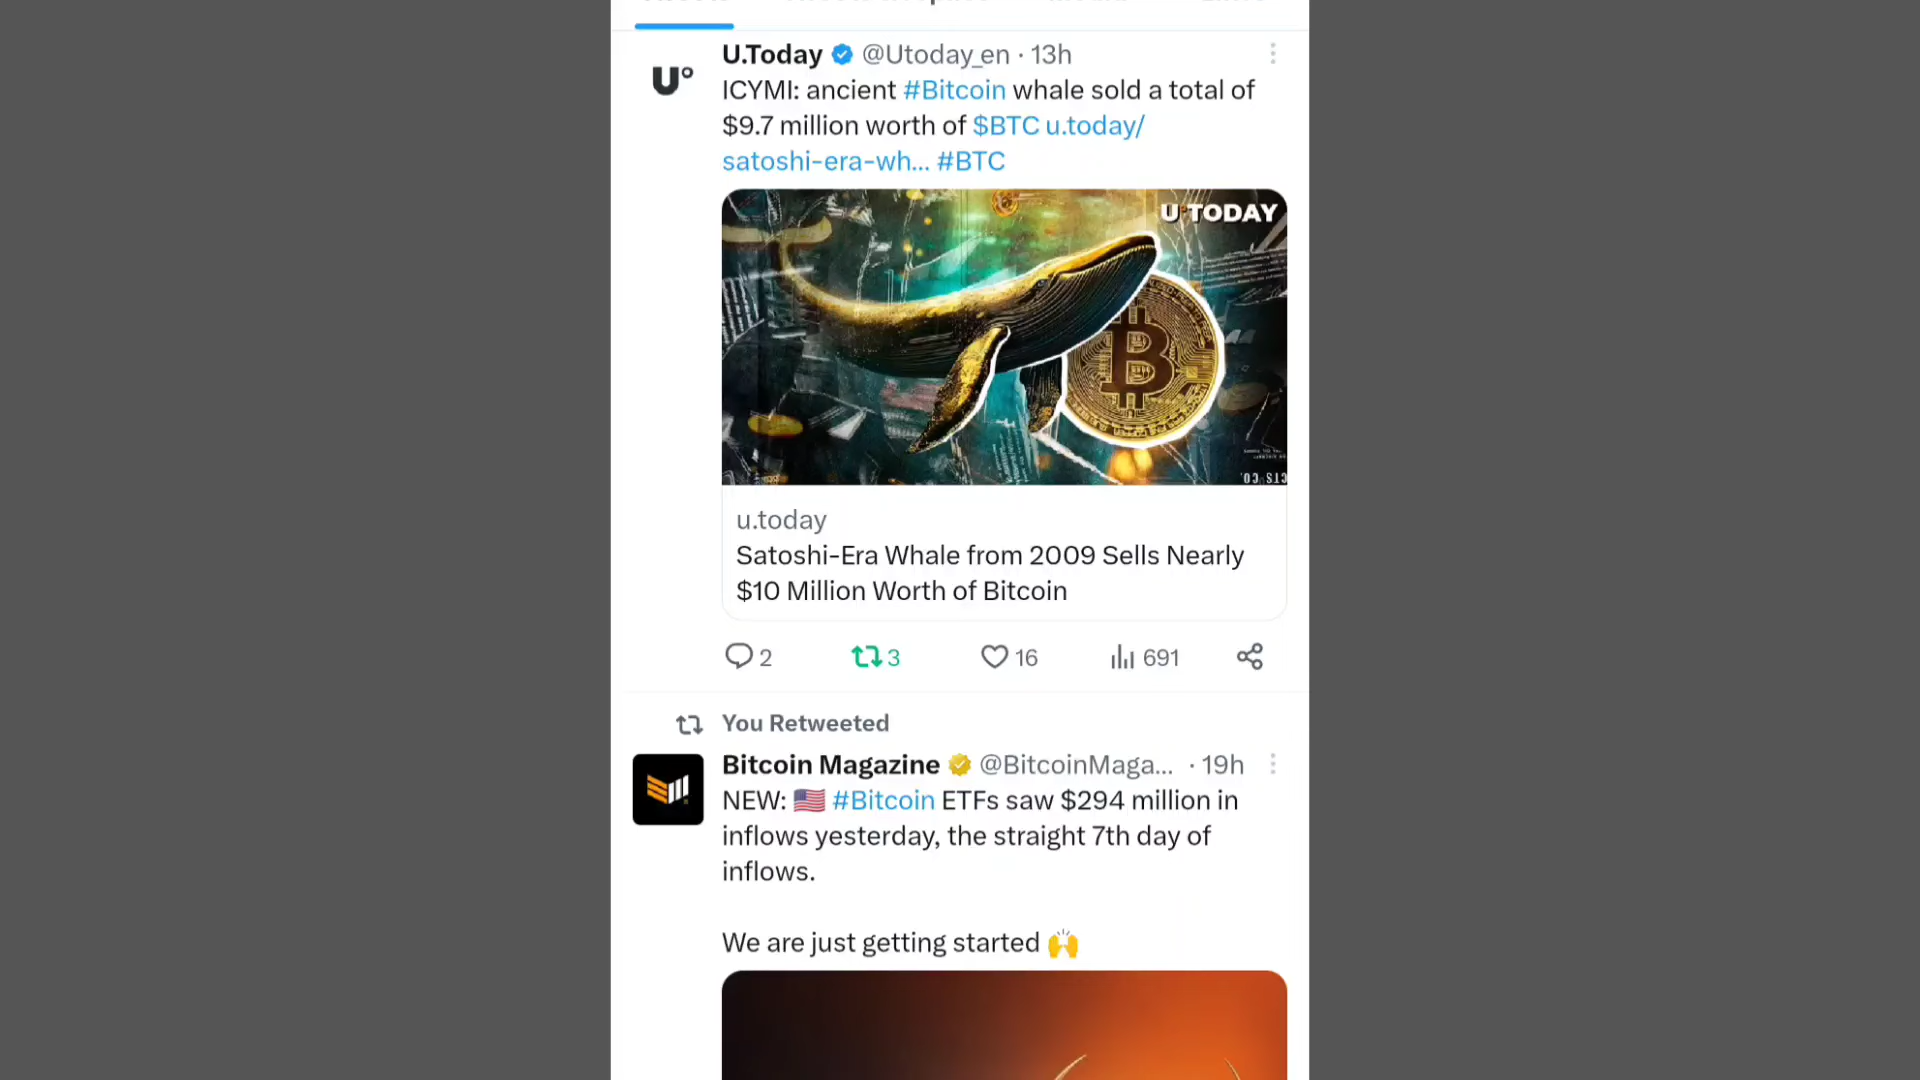 U.Today @Utoday_en · 13h
U°
ICYMI: ancient #Bitcoin whale sold a total of
$9.7 million worth of $BTC u.today/
satoshi-era-wh... #BTC
U°TODAY
B
u.today
Satoshi-Era Whale from 2009 Sells Nearly
$10 Million Worth of Bitcoin
2 3 16 691
You Retweeted
Bitcoin Magazine @BitcoinMaga... · 19h
NEW: 🇺🇸 #Bitcoin ETFs saw $294 million in
inflows yesterday, the straight 7th day of
inflows.
We are just getting started 🙌